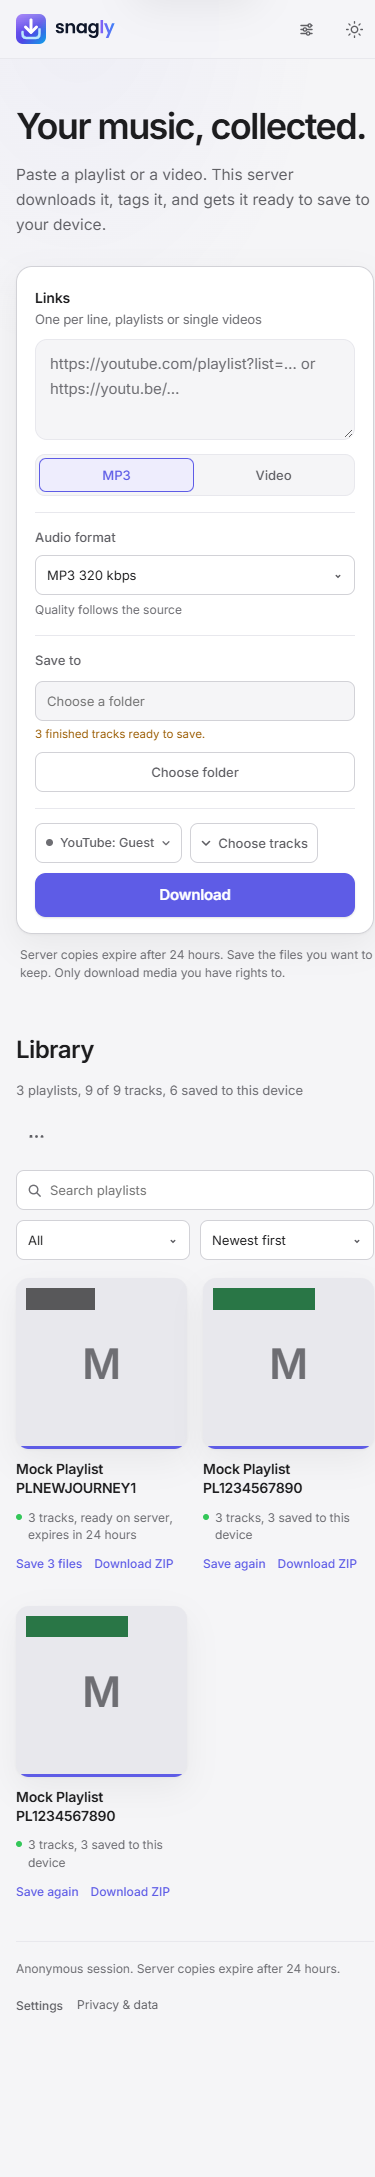 snagly
Your music, collected.
Paste a playlist or a video. This server
downloads it, tags it, and gets it ready to save to
your device.
Links
One per line, playlists or single videos
https://youtube.com/playlist?list=... or
https://youtu.be/...
MP3 Video
Audio format
MP3 320 kbps
Quality follows the source
Save to
Choose a folder
3 finished tracks ready to save.
Choose folder
YouTube: Guest Choose tracks
Download
Server copies expire after 24 hours. Save the files you want to
keep. Only download media you have rights to.
Library
3 playlists, 9 of 9 tracks, 6 saved to this device
...
Search playlists
All Newest first
M
Mock Playlist
PLNEWJOURNEY1
3 tracks, ready on server,
expires in 24 hours
Save 3 files Download ZIP
M
Mock Playlist
PL1234567890
3 tracks, 3 saved to this
device
Save again Download ZIP
M
Mock Playlist
PL1234567890
3 tracks, 3 saved to this
device
Save again Download ZIP
Anonymous session. Server copies expire after 24 hours.
Settings Privacy & data